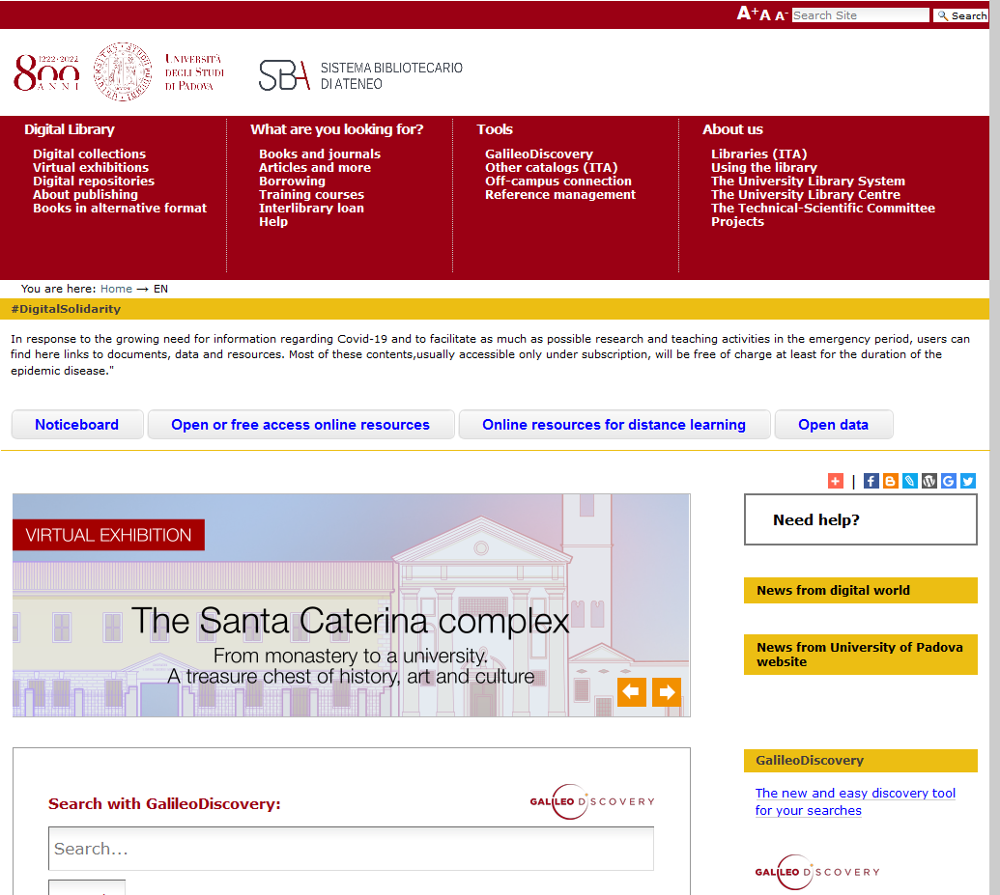 A+ A A-
Search Site
Search
1222·2022
800
ANNI
UNIVERSITÀ
DEGLI STUDI
DI PADOVA
SBA
SISTEMA BIBLIOTECARIO
DI ATENEO
Digital Library
Digital collections
Virtual exhibitions
Digital repositories
About publishing
Books in alternative format
What are you looking for?
Books and journals
Articles and more
Borrowing
Training courses
Interlibrary loan
Help
Tools
GalileoDiscovery
Other catalogs (ITA)
Off-campus connection
Reference management
About us
Libraries (ITA)
Using the library
The University Library System
The University Library Centre
The Technical-Scientific Committee
Projects
You are here: Home → EN
#DigitalSolidarity
In response to the growing need for information regarding Covid-19 and to facilitate as much as possible research and teaching activities in the emergency period, users can
find here links to documents, data and resources. Most of these contents,usually accessible only under subscription, will be free of charge at least for the duration of the
epidemic disease."
Noticeboard
Open or free access online resources
Online resources for distance learning
Open data
VIRTUAL EXHIBITION
The Santa Caterina complex
From monastery to a university.
A treasure chest of history, art and culture
Need help?
News from digital world
News from University of Padova
website
Search with GalileoDiscovery:
GALILEO DISCOVERY
Search...
GalileoDiscovery
The new and easy discovery tool
for your searches
GALILEO DISCOVERY